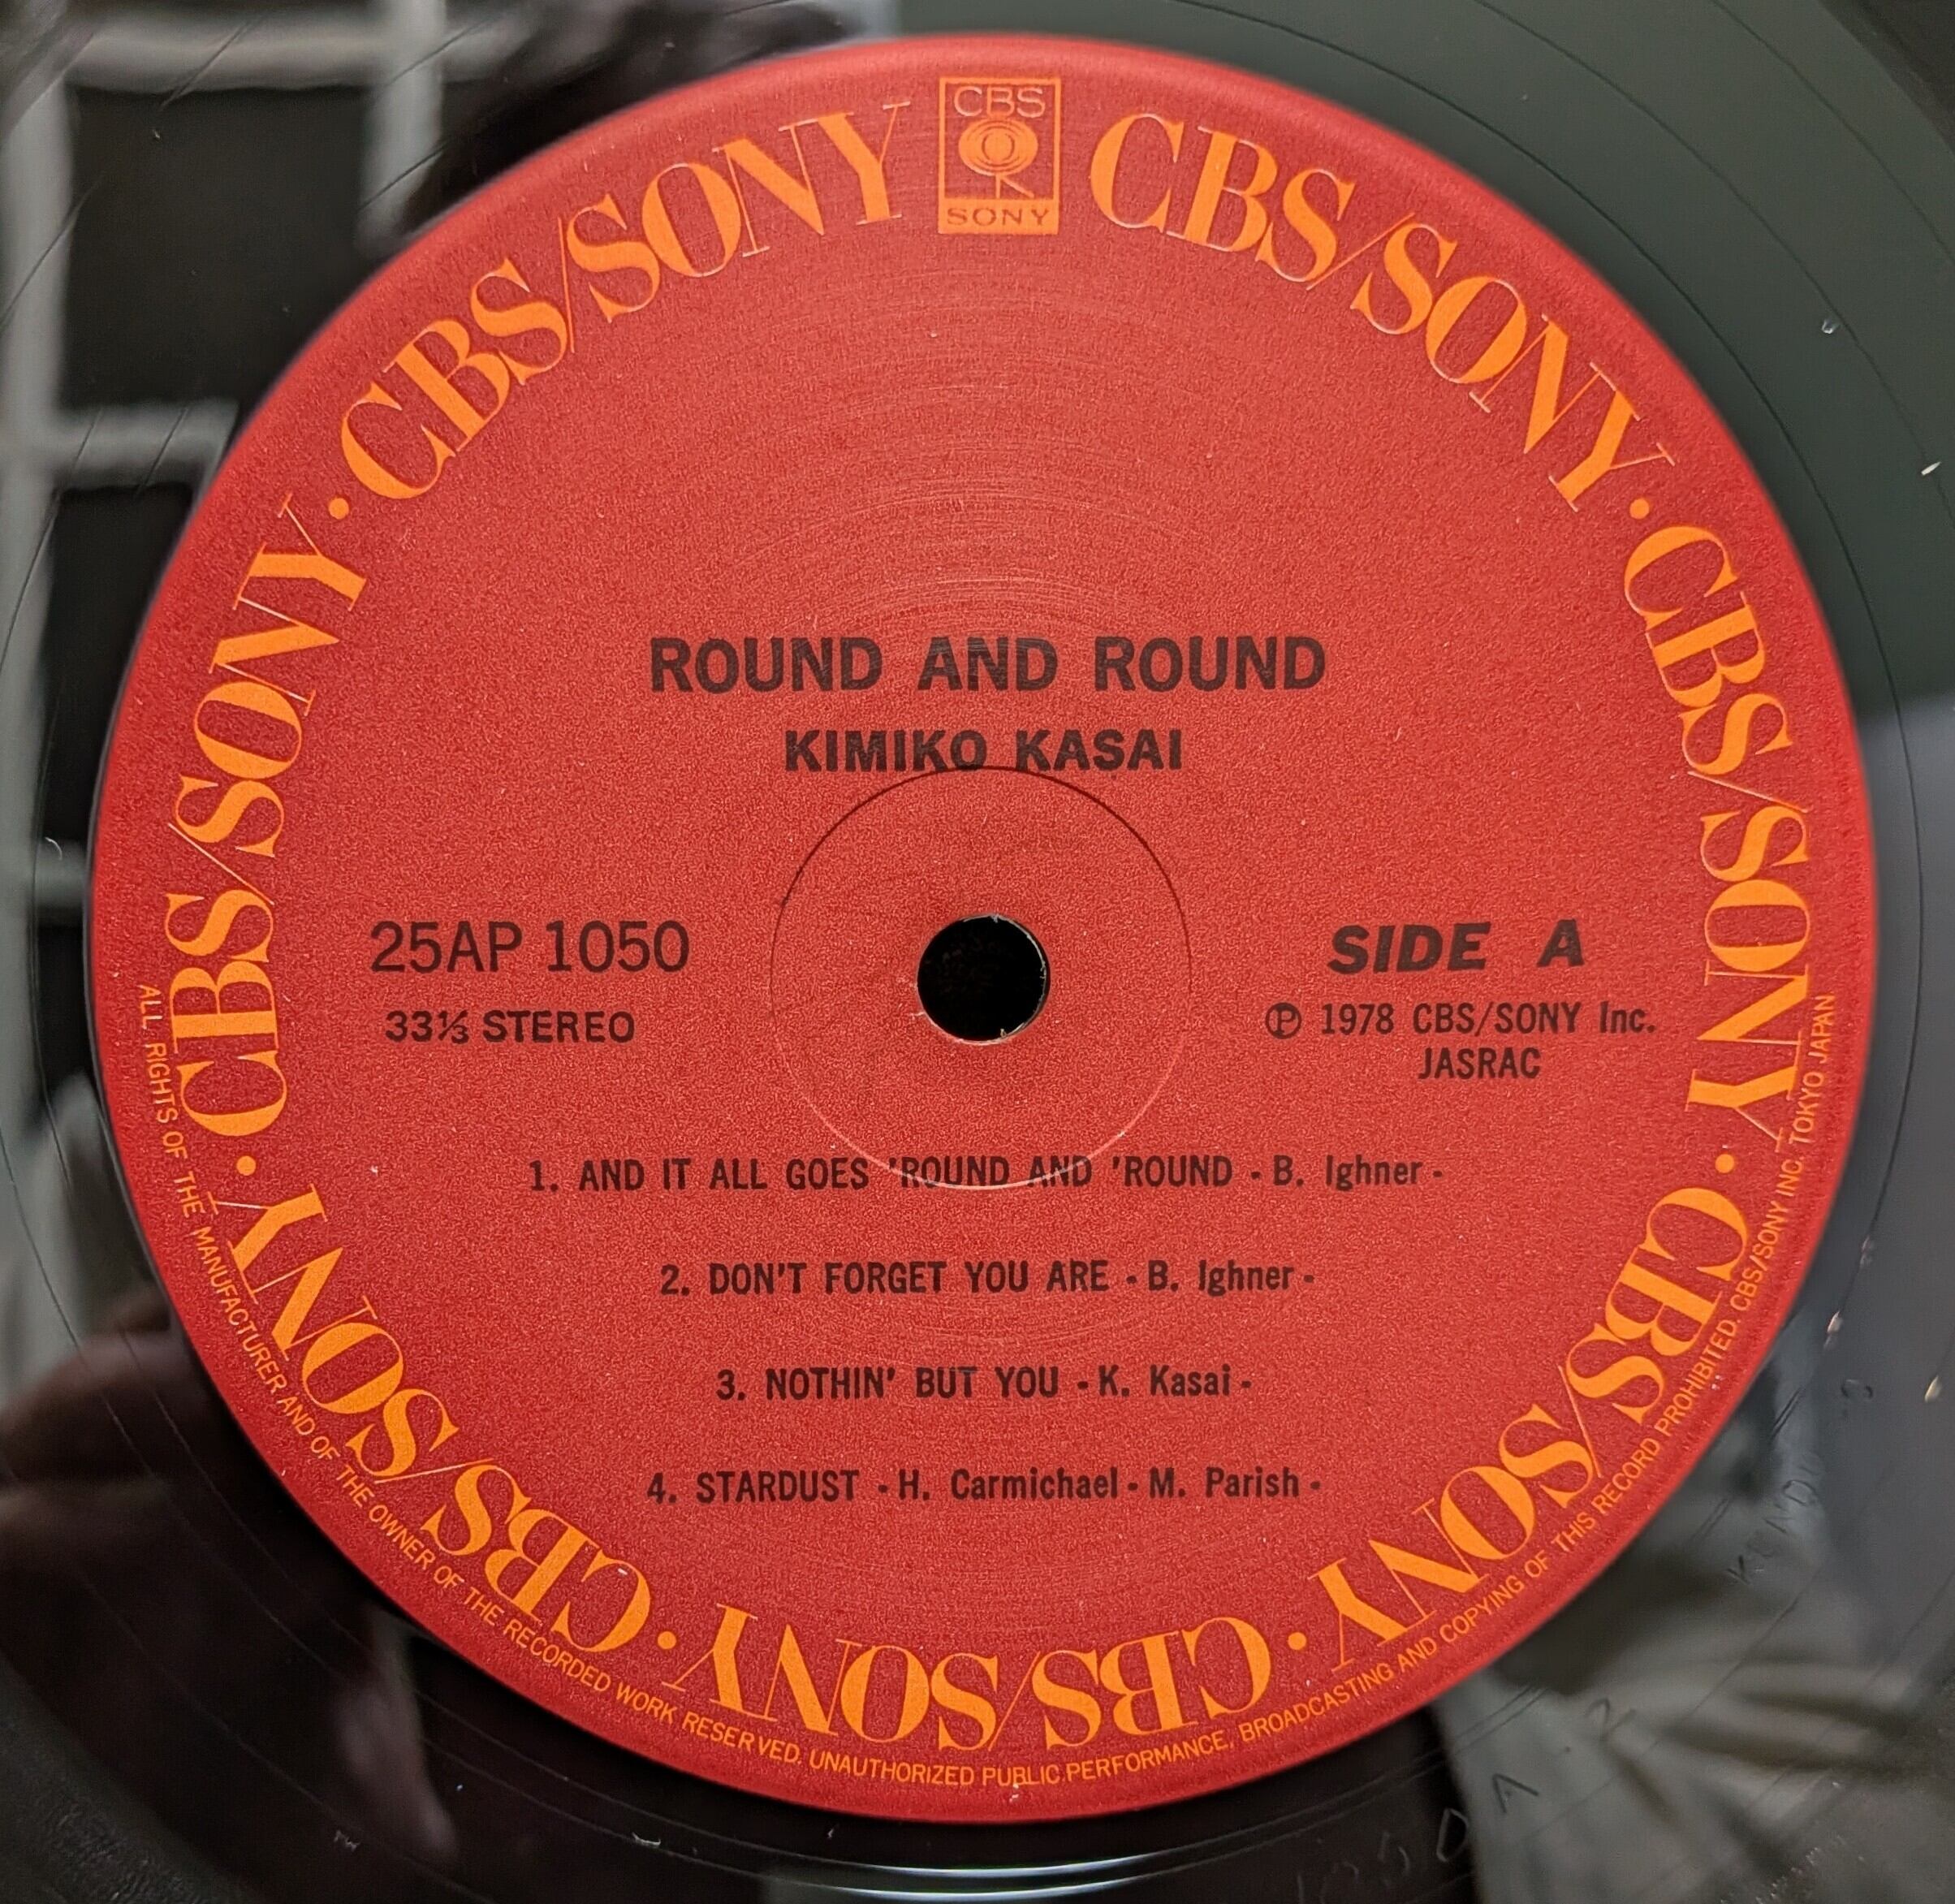 CBS
SONY
CBS/SONY · CBS/SONY · CBS/SONY · CBS/SONY · CBS/SONY · CBS/SONY · CBS/SONY · CBS/SONY
ROUND AND ROUND
KIMIKO KASAI
25AP 1050
33⅓ STEREO
SIDE A
Ⓟ 1978 CBS/SONY Inc.
JASRAC
1. AND IT ALL GOES 'ROUND AND 'ROUND - B. Ighner -
2. DON'T FORGET YOU ARE - B. Ighner -
3. NOTHIN' BUT YOU - K. Kasai -
4. STARDUST - H. Carmichael - M. Parish -
ALL RIGHTS OF THE MANUFACTURER AND OF THE OWNER OF THE RECORDED WORK RESERVED. UNAUTHORIZED PUBLIC PERFORMANCE, BROADCASTING AND COPYING OF THIS RECORD PROHIBITED. CBS/SONY INC. TOKYO JAPAN